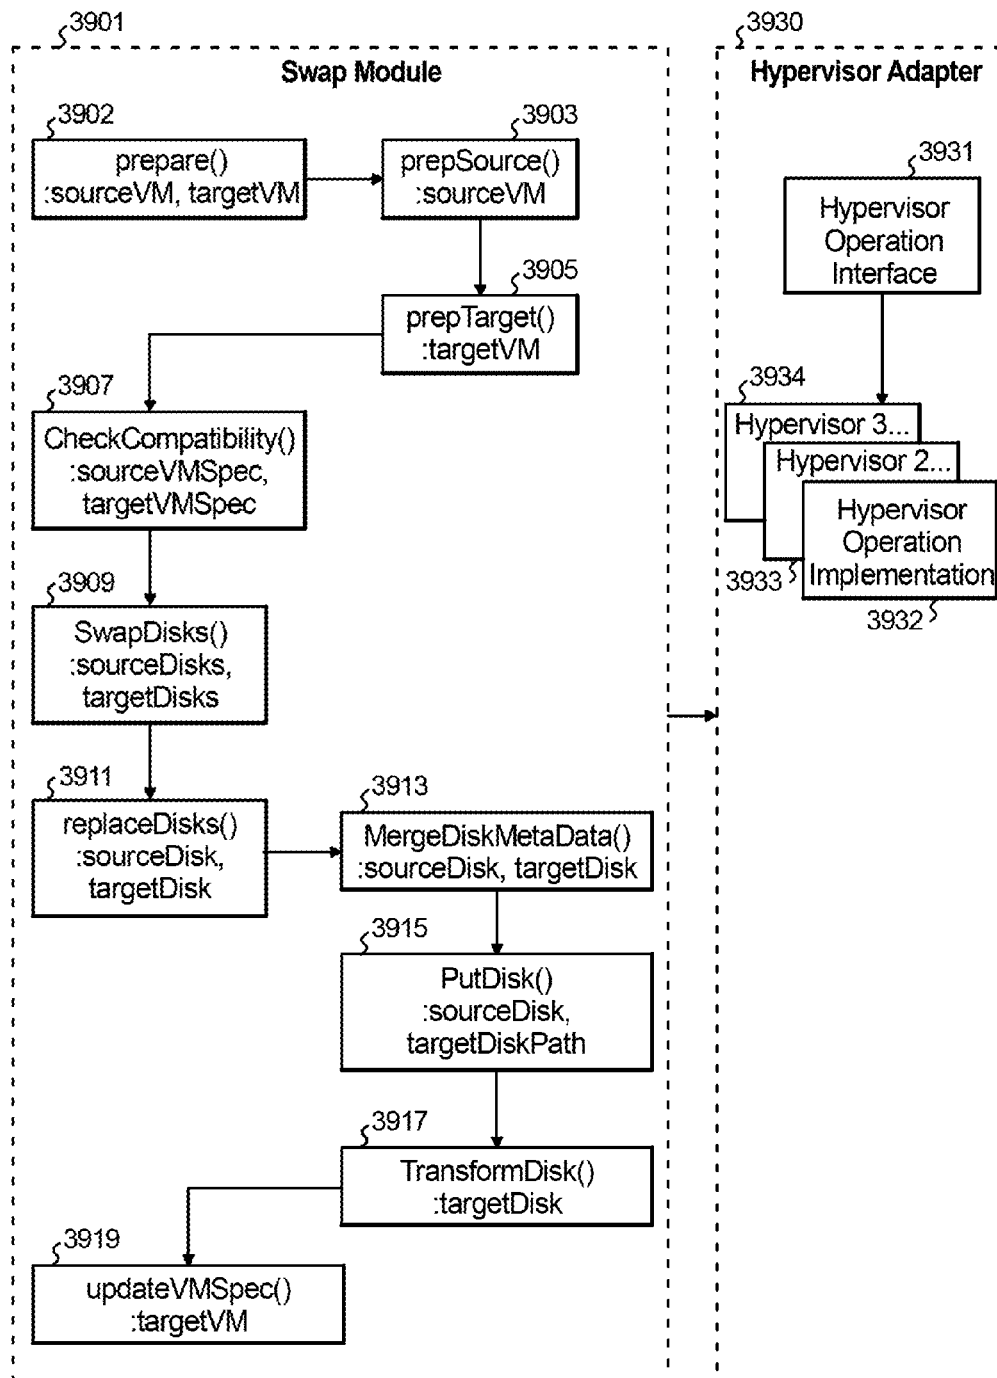 3901
Swap Module
3902
prepare()
:sourceVM, targetVM
3903
prepSource()
:sourceVM
3905
prepTarget()
:targetVM
3907
CheckCompatibility()
:sourceVMSpec,
targetVMSpec
3909
SwapDisks()
:sourceDisks,
targetDisks
3911
replaceDisks()
:sourceDisk,
targetDisk
3913
MergeDiskMetaData()
:sourceDisk, targetDisk
3915
PutDisk()
:sourceDisk,
targetDiskPath
3917
TransformDisk()
:targetDisk
3919
updateVMSpec()
:targetVM
3930
Hypervisor Adapter
3931
Hypervisor
Operation
Interface
3934
Hypervisor 3...
Hypervisor 2...
Hypervisor
Operation
Implementation
3933
3932